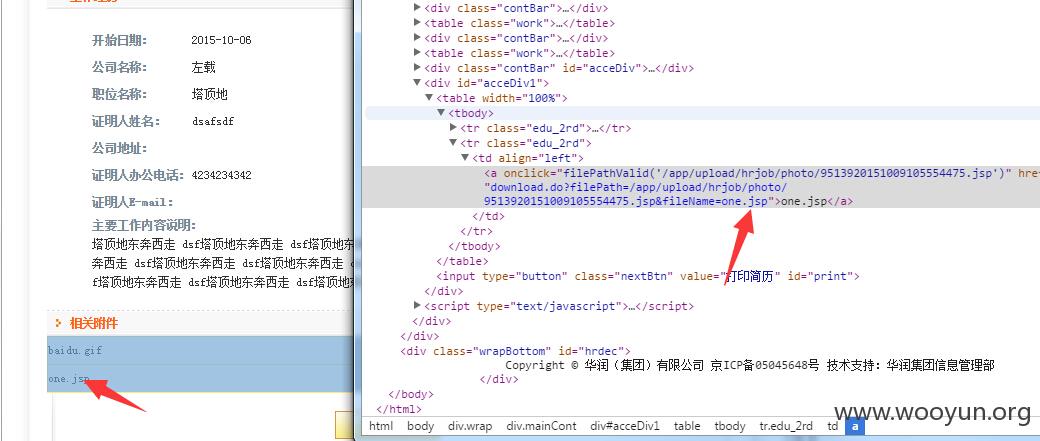 开始日期: 2015-10-06
公司名称: 左载
职位名称: 塔顶地
证明人姓名: dsafsdf
公司地址:
证明人办公电话: 4234234342
证明人E-mail:
主要工作内容说明:
塔顶地东奔西走 dsf塔顶地东奔西走 dsf塔顶地东
奔西走 dsf塔顶地东奔西走 dsf塔顶地东奔西走 d
f塔顶地东奔西走 dsf塔顶地东奔西走 dsf塔顶地东
相关附件
baidu.gif
one.jsp
<div class="contBar">…</div>
<table class="work">…</table>
<div class="contBar">…</div>
<table class="work">…</table>
<div class="contBar" id="acceDiv">…</div>
<div id="acceDiv1">
<table width="100%">
<tbody>
<tr class="edu_2rd">…</tr>
<tr class="edu_2rd">
<td align="left">
<a onclick="filePathValid('/app/upload/hrjob/photo/9513920151009105554475.jsp')" hre
"download.do?filePath=/app/upload/hrjob/photo/
9513920151009105554475.jsp&fileName=one.jsp">one.jsp</a>
</td>
</tr>
</tbody>
</table>
<input type="button" class="nextBtn" value="打印简历" id="print">
</div>
<script type="text/javascript">…</script>
</div>
</div>
<div class="wrapBottom" id="hrdec">
Copyright © 华润（集团）有限公司 京ICP备05045648号 技术支持：华润集团信息管理部
</div>
</body>
</html>
html body div.wrap div.mainCont div#acceDiv1 table tbody tr.edu_2rd td a
www.wooyun.org